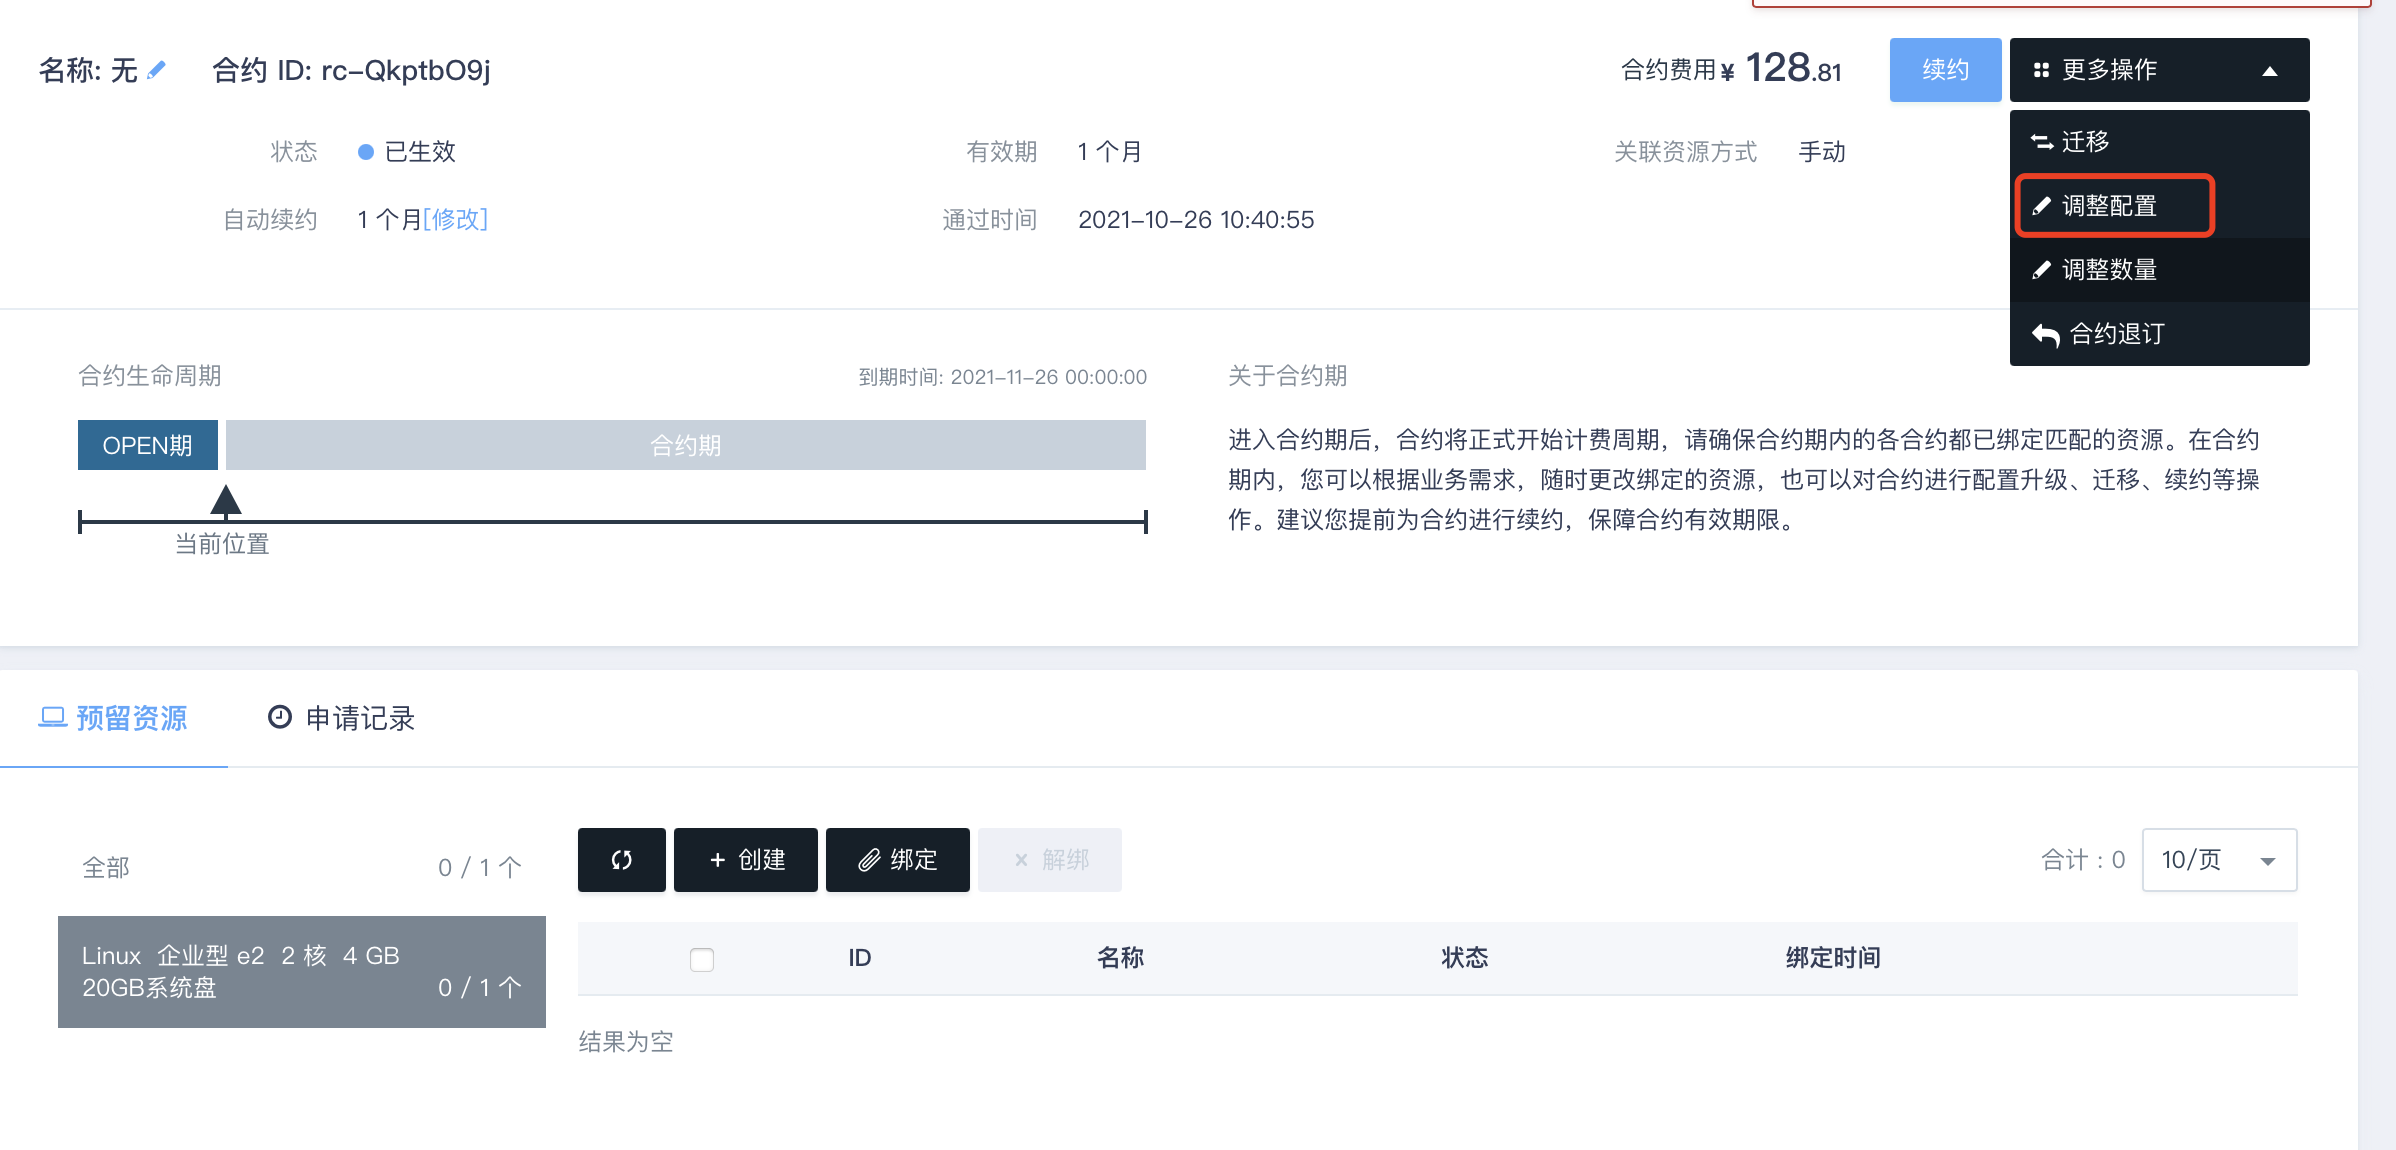 名称: 无 合约 ID: rc-QkptbO9j 合约费用 ¥ 128.81 续约 更多操作
迁移
调整配置
调整数量
合约退订
状态 已生效 有效期 1 个月 关联资源方式 手动
自动续约 1 个月[修改] 通过时间 2021-10-26 10:40:55
合约生命周期 到期时间: 2021-11-26 00:00:00
OPEN期 合约期
当前位置
关于合约期
进入合约期后，合约将正式开始计费周期，请确保合约期内的各合约都已绑定匹配的资源。在合约
期内，您可以根据业务需求，随时更改绑定的资源，也可以对合约进行配置升级、迁移、续约等操
作。建议您提前为合约进行续约，保障合约有效期限。
预留资源 申请记录
全部 0 / 1 个
Linux 企业型 e2 2 核 4 GB
20GB系统盘 0 / 1 个
+ 创建 绑定 × 解绑 合计 : 0 10/页
ID 名称 状态 绑定时间
结果为空